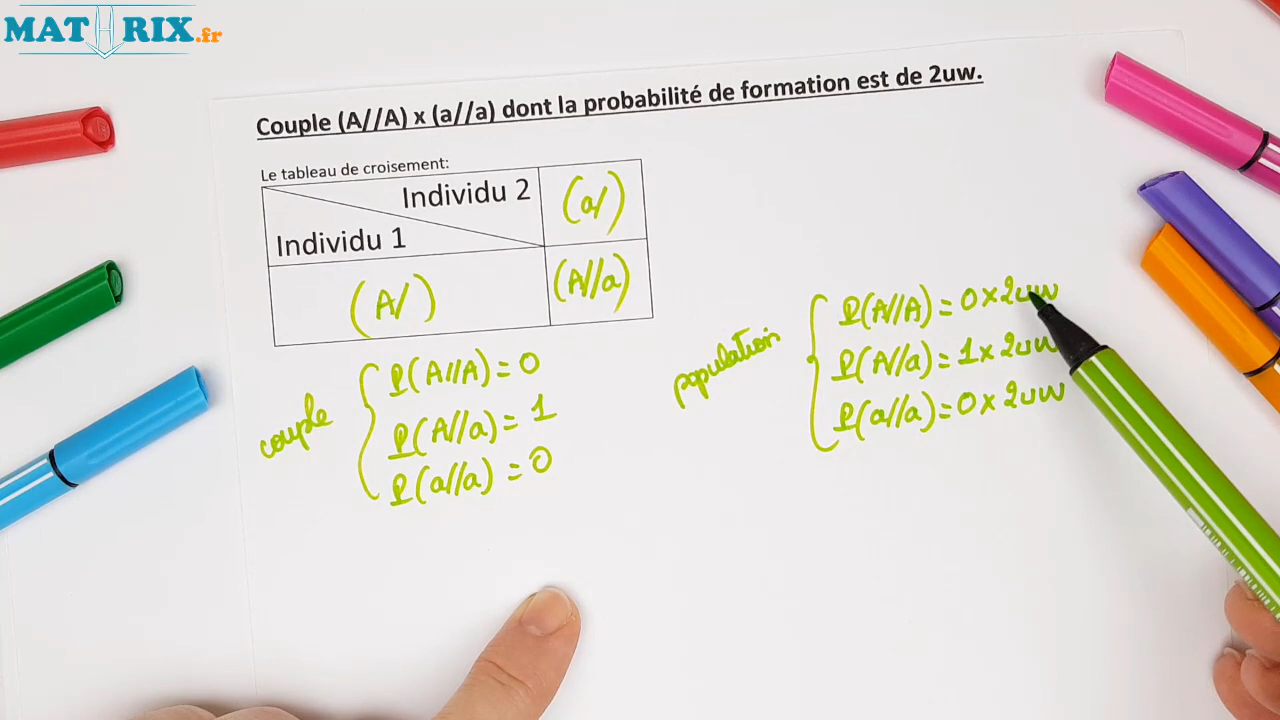 MATHRIX.fr
Couple (A//A) x (a//a) dont la probabilité de formation est de 2uw.
Le tableau de croisement:
Individu 2
(a/)
Individu 1
(A/)
(A//a)
couple
P(A//A) = 0
P(A//a) = 1
P(a//a) = 0
population
P(A//A) = 0 x 2uw
P(A//a) = 1 x 2uw
P(a//a) = 0 x 2uw